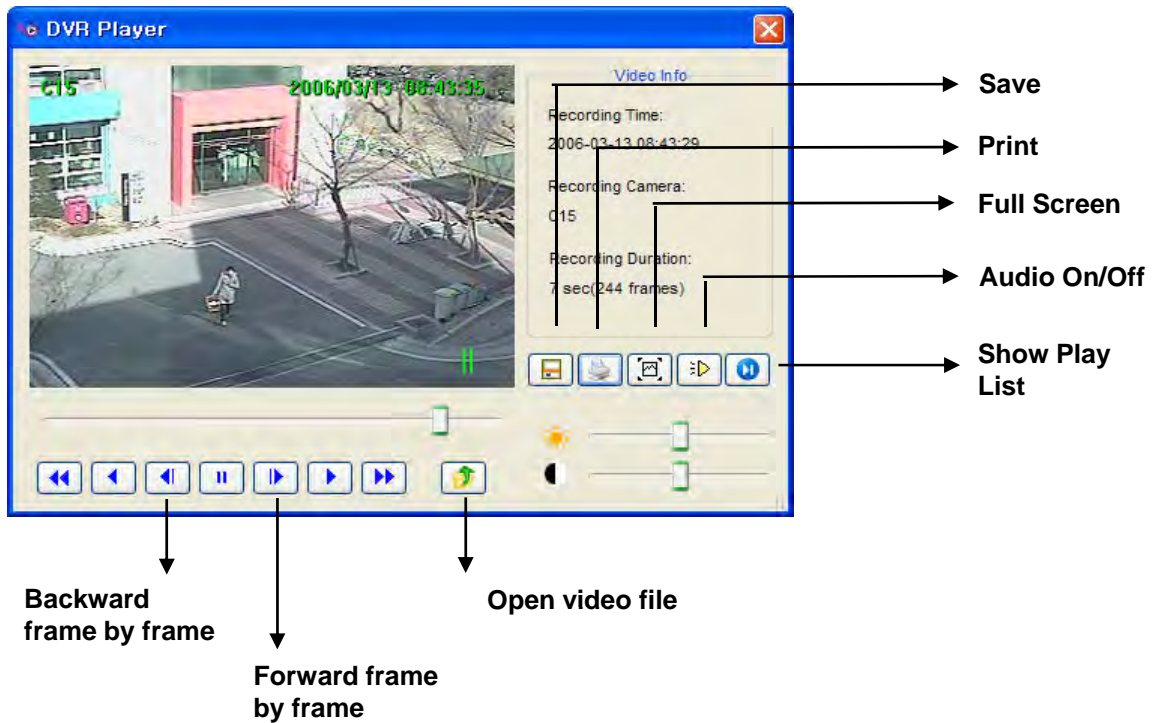 DVR Player
C15 2006/03/13 08:43:35
Video Info
Recording Time:
2006-03-13 08:43:29
Recording Camera:
C15
Recording Duration:
7 sec(244 frames)
Save
Print
Full Screen
Audio On/Off
Show Play
List
Backward
frame by frame
Forward frame
by frame
Open video file